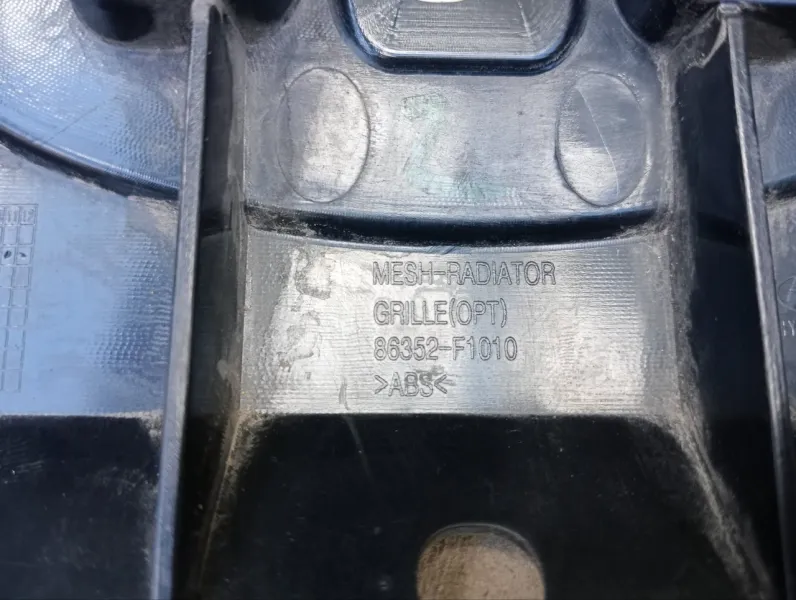 MESH-RADIATOR
GRILLE(OPT)
86352-F1010
>ABS<